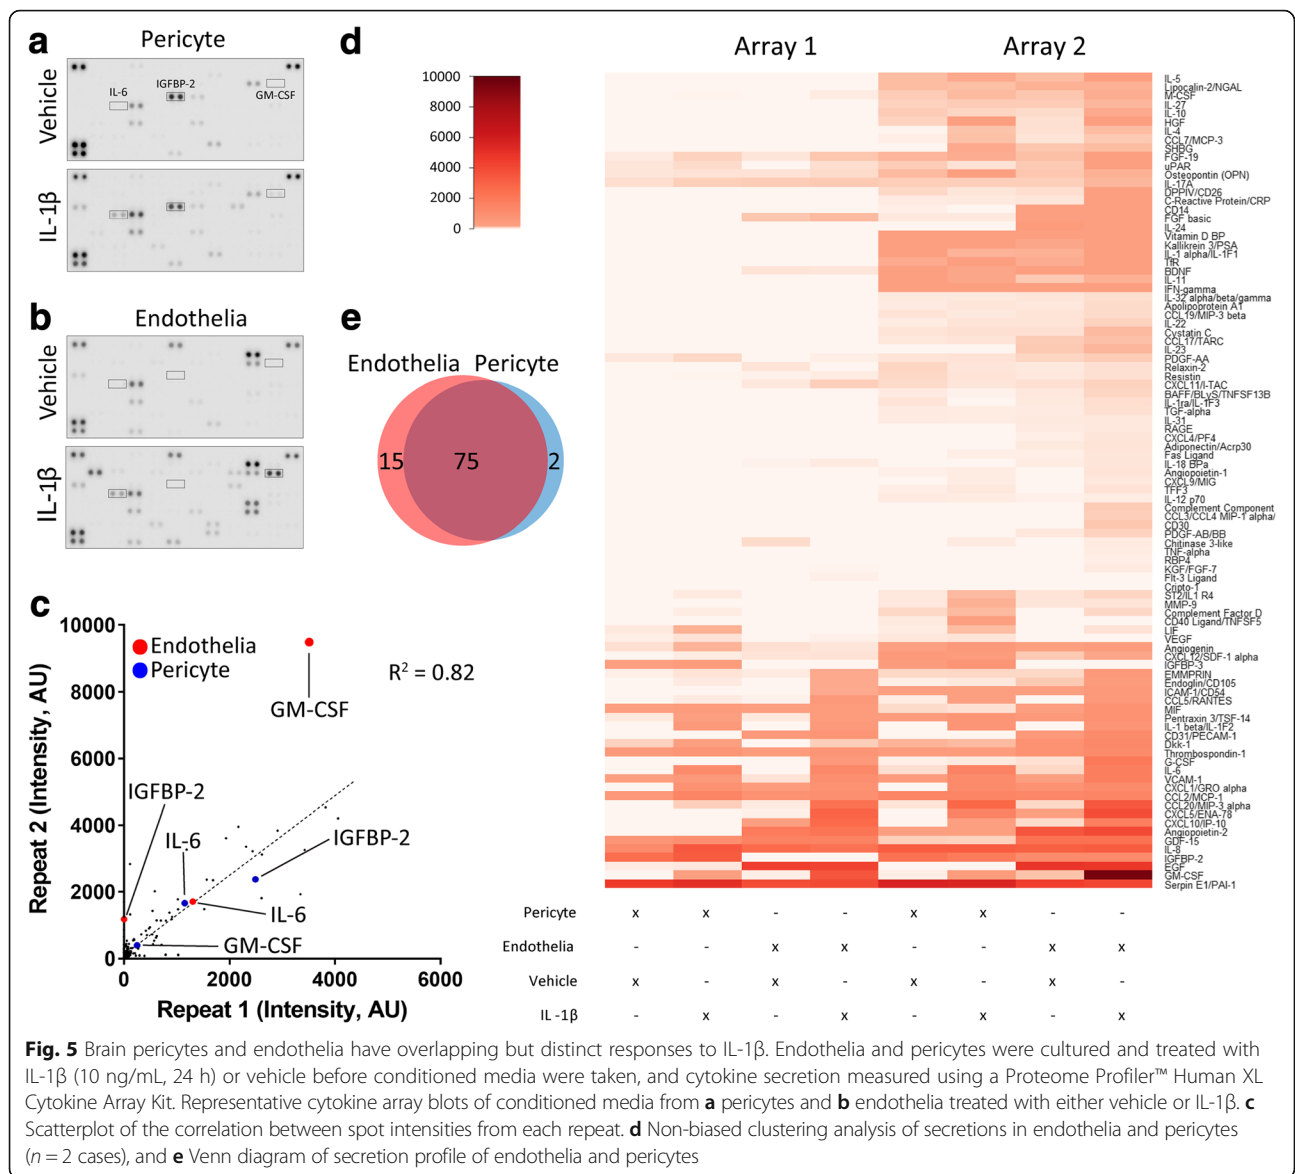 a
Pericyte
Vehicle
IL-6
IGFBP-2
GM-CSF
IL-1β
b
Endothelia
Vehicle
IL-1β
c
10000
8000
6000
4000
2000
0
0
2000
4000
6000
Repeat 2 (Intensity, AU)
Repeat 1 (Intensity, AU)
Endothelia
Pericyte
R² = 0.82
GM-CSF
IGFBP-2
IL-6
IGFBP-2
IL-6
GM-CSF
d
10000
8000
6000
4000
2000
0
Array 1
Array 2
IL-5
Lipocalin-2/NGAL
M-CSF
IL-27
IL-10
HGF
IL-4
CCL7/MCP-3
SHBG
FGF-19
uPAR
Osteopontin (OPN)
IL-17A
DPPIV/CD26
C-Reactive Protein/CRP
CD14
FGF basic
IL-24
Vitamin D BP
Kallikrein 3/PSA
IL-1 alpha/IL-1F1
TfR
BDNF
IL-11
IFN-gamma
IL-32 alpha/beta/gamma
Apolipoprotein A1
CCL19/MIP-3 beta
IL-22
Cystatin C
CCL17/TARC
IL-23
PDGF-AA
Relaxin-2
Resistin
CXCL11/I-TAC
BAFF/BLyS/TNFSF13B
IL-1ra/IL-1F3
TGF-alpha
IL-31
RAGE
CXCL4/PF4
Adiponectin/Acrp30
Fas Ligand
IL-18 BPa
Angiopoietin-1
CXCL9/MIG
TFF3
IL-12 p70
Complement Component
CCL3/CCL4 MIP-1 alpha/
CD30
PDGF-AB/BB
Chitinase 3-like
TNF-alpha
RBP4
KGF/FGF-7
Flt-3 Ligand
Cripto-1
ST2/IL1 R4
MMP-9
Complement Factor D
CD40 Ligand/TNFSF5
LIF
VEGF
Angiogenin
CXCL12/SDF-1 alpha
IGFBP-3
EMMPRIN
Endoglin/CD105
ICAM-1/CD54
CCL5/RANTES
MIF
Pentraxin 3/TSF-14
IL-1 beta/IL-1F2
CD31/PECAM-1
Dkk-1
Thrombospondin-1
G-CSF
IL-6
VCAM-1
CXCL1/GRO alpha
CCL2/MCP-1
CCL20/MIP-3 alpha
CXCL5/ENA-78
CXCL10/IP-10
Angiopoietin-2
GDF-15
IL-8
IGFBP-2
EGF
GM-CSF
Serpin E1/PAI-1
Pericyte x x - - x x - -
Endothelia - - x x - - x x
Vehicle x - x - x - x -
IL -1β - x - x - x - x
e
Endothelia Pericyte
15 75 2
Fig. 5 Brain pericytes and endothelia have overlapping but distinct responses to IL-1β. Endothelia and pericytes were cultured and treated with
IL-1β (10 ng/mL, 24 h) or vehicle before conditioned media were taken, and cytokine secretion measured using a Proteome Profiler™ Human XL
Cytokine Array Kit. Representative cytokine array blots of conditioned media from a pericytes and b endothelia treated with either vehicle or IL-1β. c
Scatterplot of the correlation between spot intensities from each repeat. d Non-biased clustering analysis of secretions in endothelia and pericytes
(n = 2 cases), and e Venn diagram of secretion profile of endothelia and pericytes